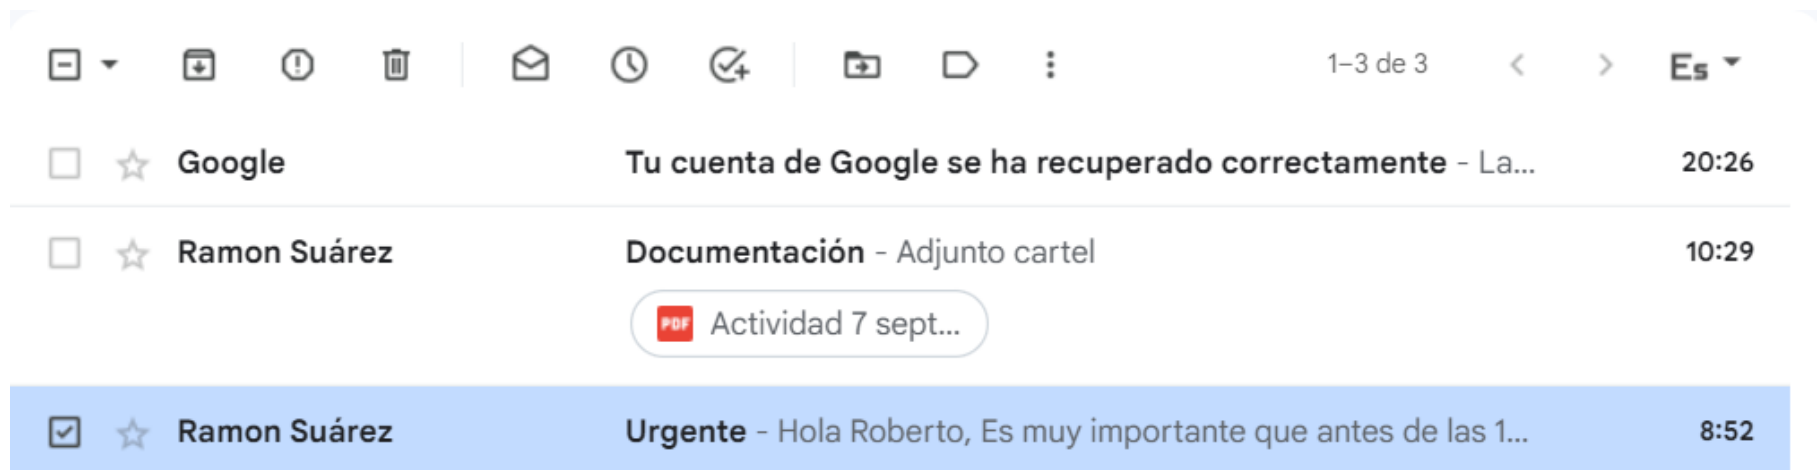 1–3 de 3 Es
Google Tu cuenta de Google se ha recuperado correctamente - La... 20:26
Ramon Suárez Documentación - Adjunto cartel 10:29
PDF Actividad 7 sept...
Ramon Suárez Urgente - Hola Roberto, Es muy importante que antes de las 1... 8:52